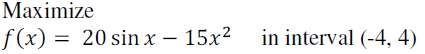 Maximize
f(x) = 20 sin x − 15x² in interval (-4, 4)